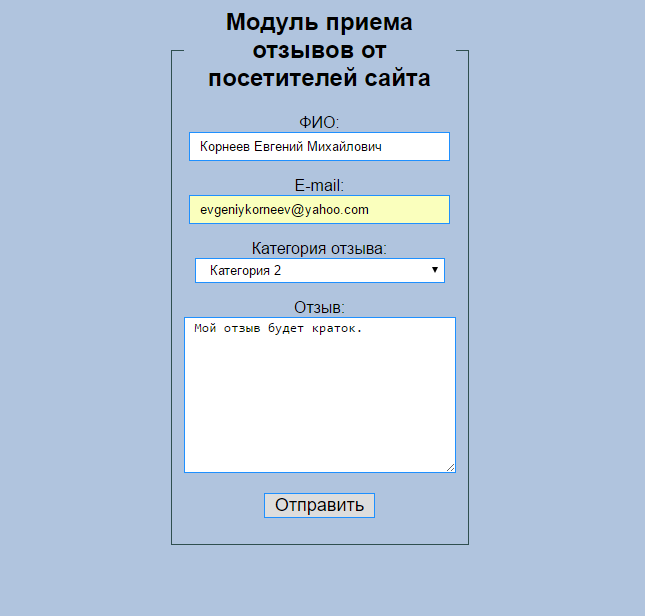 Модуль приема
отзывов от
посетителей сайта
ФИО:
Корнеев Евгений Михайлович
E-mail:
evgeniykorneev@yahoo.com
Категория отзыва:
Категория 2
Отзыв:
Мой отзыв будет краток.
Отправить